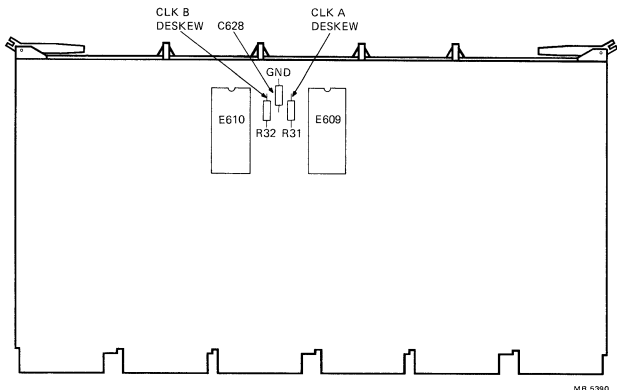 CLK B
DESKEW
C628
CLK A
DESKEW
GND
E610
R32
R31
E609
MR 5390